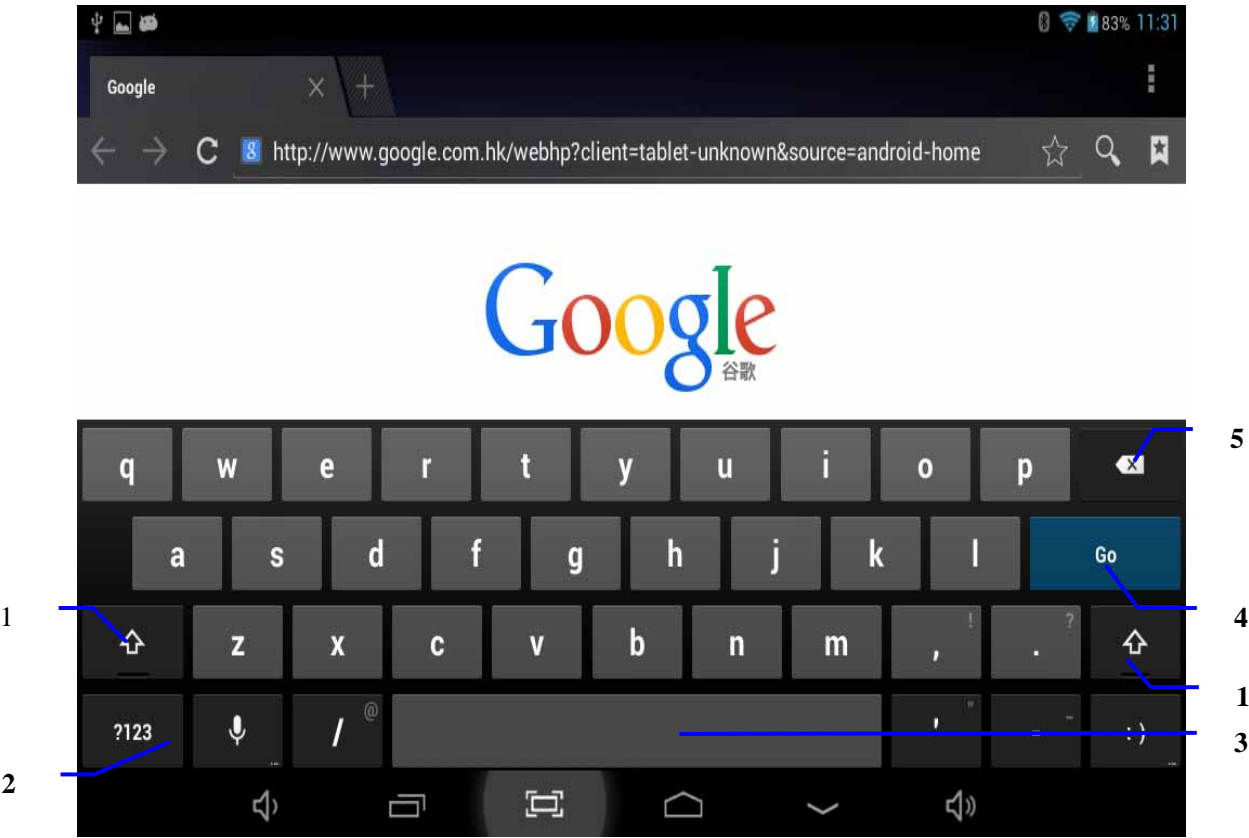 83% 11:31
Google
8 http://www.google.com.hk/webhp?client=tablet-unknown&source=android-home
Google
谷歌
q w e r t y u i o p 5
a s d f g h j k l Go
1 z x c v b n m , ! . ? 4
1
?123 / @ ' " - _ :) 3
2